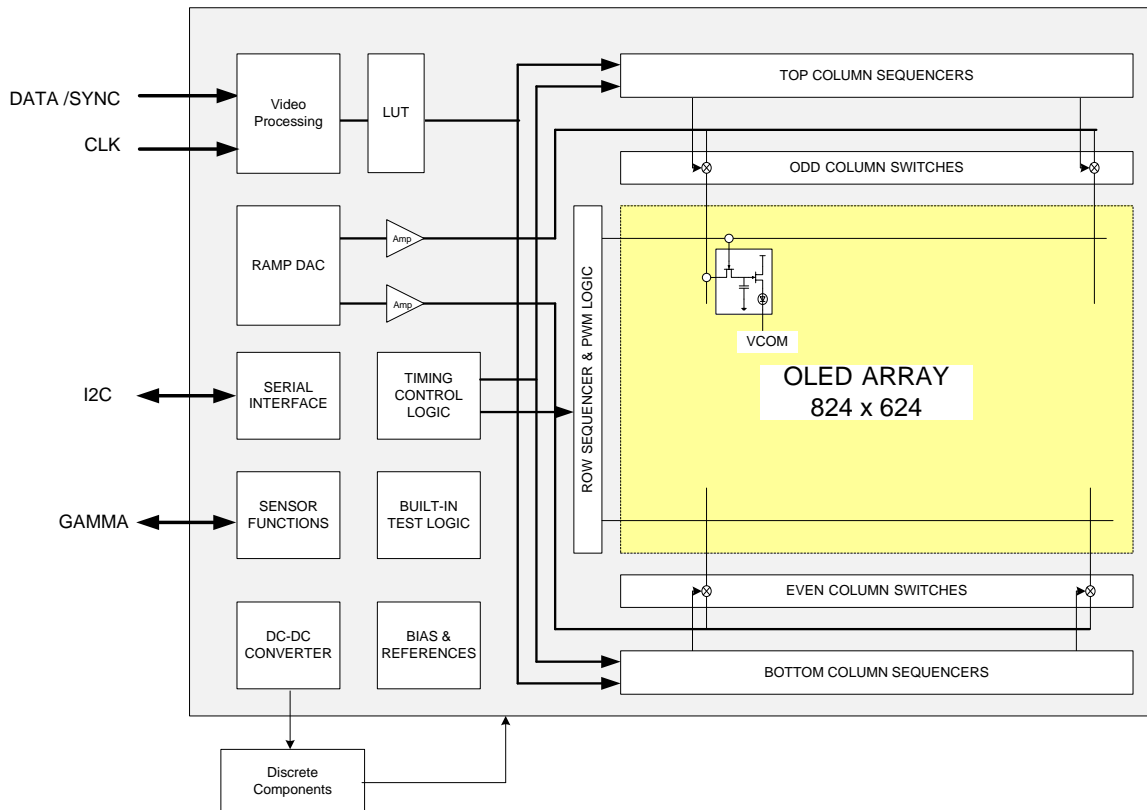 TOP COLUMN SEQUENCERS
DATA /SYNC
Video
Processing
LUT
CLK
ODD COLUMN SWITCHES
RAMP DAC
Amp
Amp
ROW SEQUENCER & PWM LOGIC
VCOM
OLED ARRAY
824 x 624
I2C
SERIAL
INTERFACE
TIMING
CONTROL
LOGIC
GAMMA
SENSOR
FUNCTIONS
BUILT-IN
TEST LOGIC
EVEN COLUMN SWITCHES
DC-DC
CONVERTER
BIAS &
REFERENCES
BOTTOM COLUMN SEQUENCERS
Discrete
Components